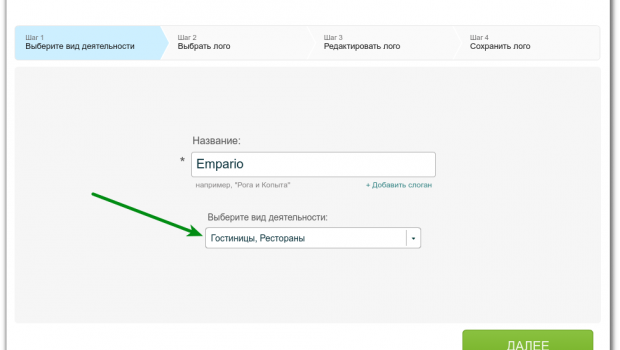 Шаг 1
Выберите вид деятельности
Шаг 2
Выбрать лого
Шаг 3
Редактировать лого
Шаг 4
Сохранить лого
Название:
* Empario
например, "Рога и Копыта"
+ Добавить слоган
Выберите вид деятельности:
Гостиницы, Рестораны
ДАЛЕЕ